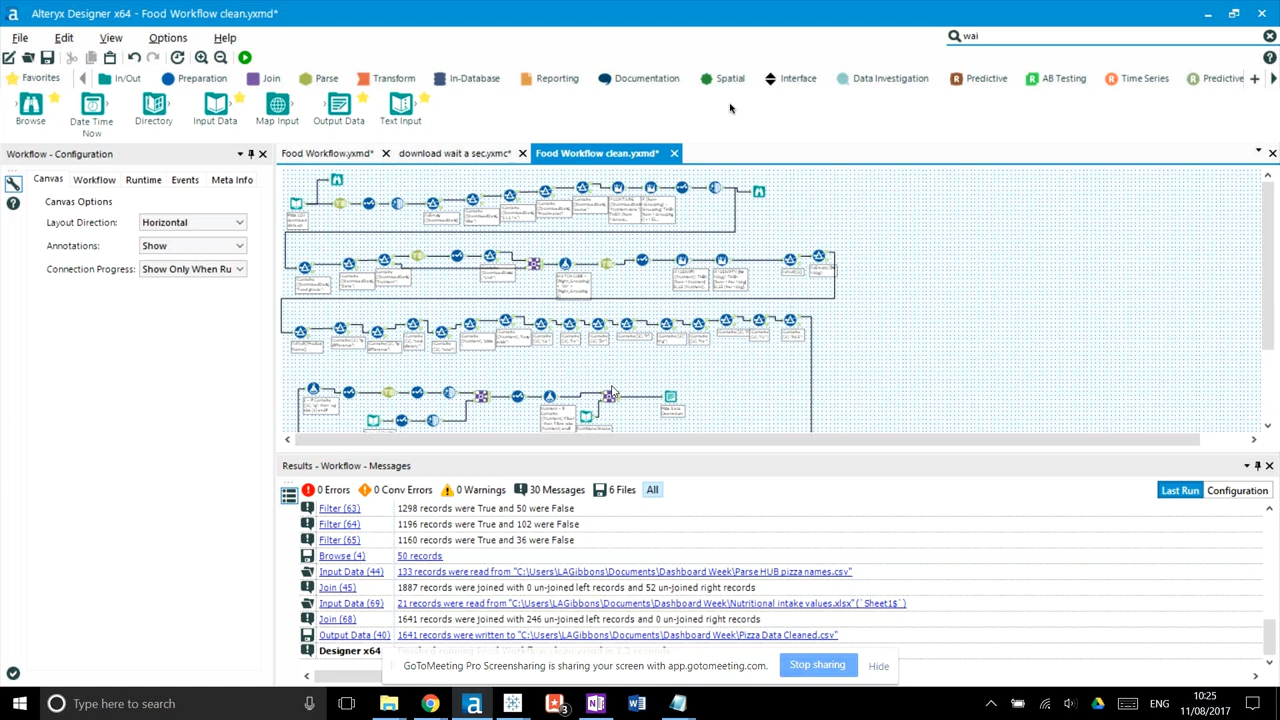 Alteryx Designer x64 - Food Workflow clean.yxmd*
File Edit View Options Help
wai
Favorites In/Out Preparation Join Parse Transform In-Database Reporting Documentation Spatial Interface Data Investigation Predictive AB Testing Time Series Predictive
Browse Date Time Now Directory Input Data Map Input Output Data Text Input
Workflow - Configuration
Food Workflow.yxmd* download wait a sec.yxmc* Food Workflow clean.yxmd*
Canvas Workflow Runtime Events Meta Info
Canvas Options
Layout Direction: Horizontal
Annotations: Show
Connection Progress: Show Only When Ru
Results - Workflow - Messages
0 Errors 0 Conv Errors 0 Warnings 30 Messages 6 Files All Last Run Configuration
Filter (63) 1298 records were True and 50 were False
Filter (64) 1196 records were True and 102 were False
Filter (65) 1160 records were True and 36 were False
Browse (4) 50 records
Input Data (44) 133 records were read from "C:\Users\LAGibbons\Documents\Dashboard Week\Parse HUB pizza names.csv"
Join (45) 1887 records were joined with 0 un-joined left records and 52 un-joined right records
Input Data (69) 21 records were read from "C:\Users\LAGibbons\Documents\Dashboard Week\Nutritional intake values.xlsx" (`Sheet1$`)
Join (68) 1641 records were joined with 246 un-joined left records and 0 un-joined right records
Output Data (40) 1641 records were written to "C:\Users\LAGibbons\Documents\Dashboard Week\Pizza Data Cleaned.csv"
Designer x64
GoToMeeting Pro Screensharing is sharing your screen with app.gotomeeting.com. Stop sharing Hide
Type here to search
3
ENG
10:25
11/08/2017